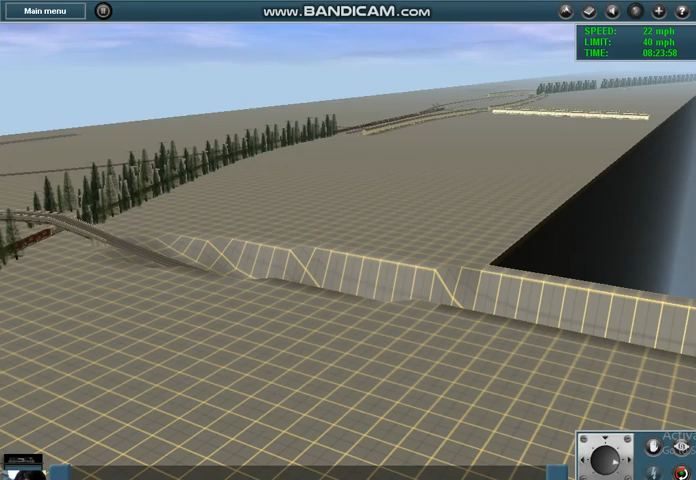 Main menu
WWW.BANDICAM.COM
SPEED: 22 mph
LIMIT: 40 mph
TIME: 08:23:58